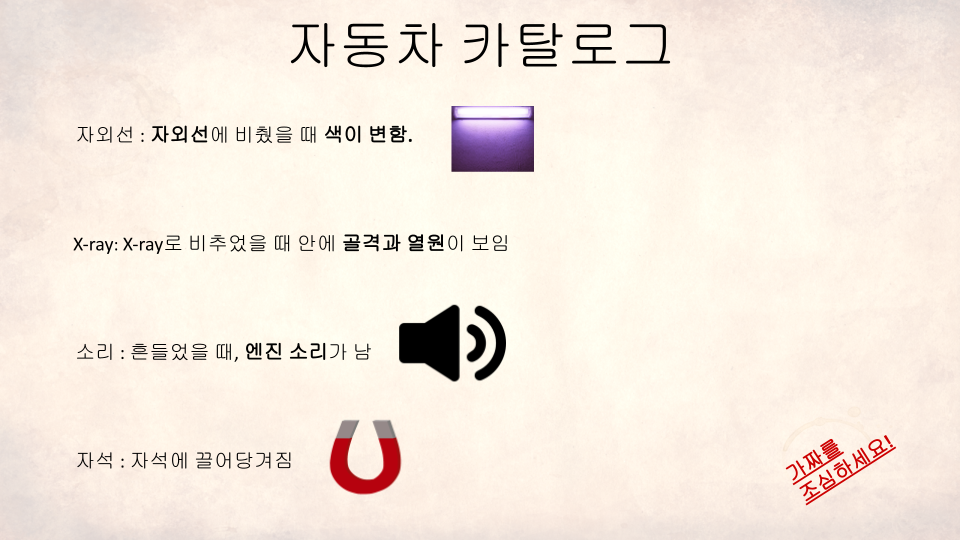 자동차 카탈로그
자외선 : 자외선에 비췄을 때 색이 변함.
X-ray: X-ray로 비추었을 때 안에 골격과 열원이 보임
소리 : 흔들었을 때, 엔진 소리가 남
자석 : 자석에 끌어당겨짐
가짜를
조심하세요!